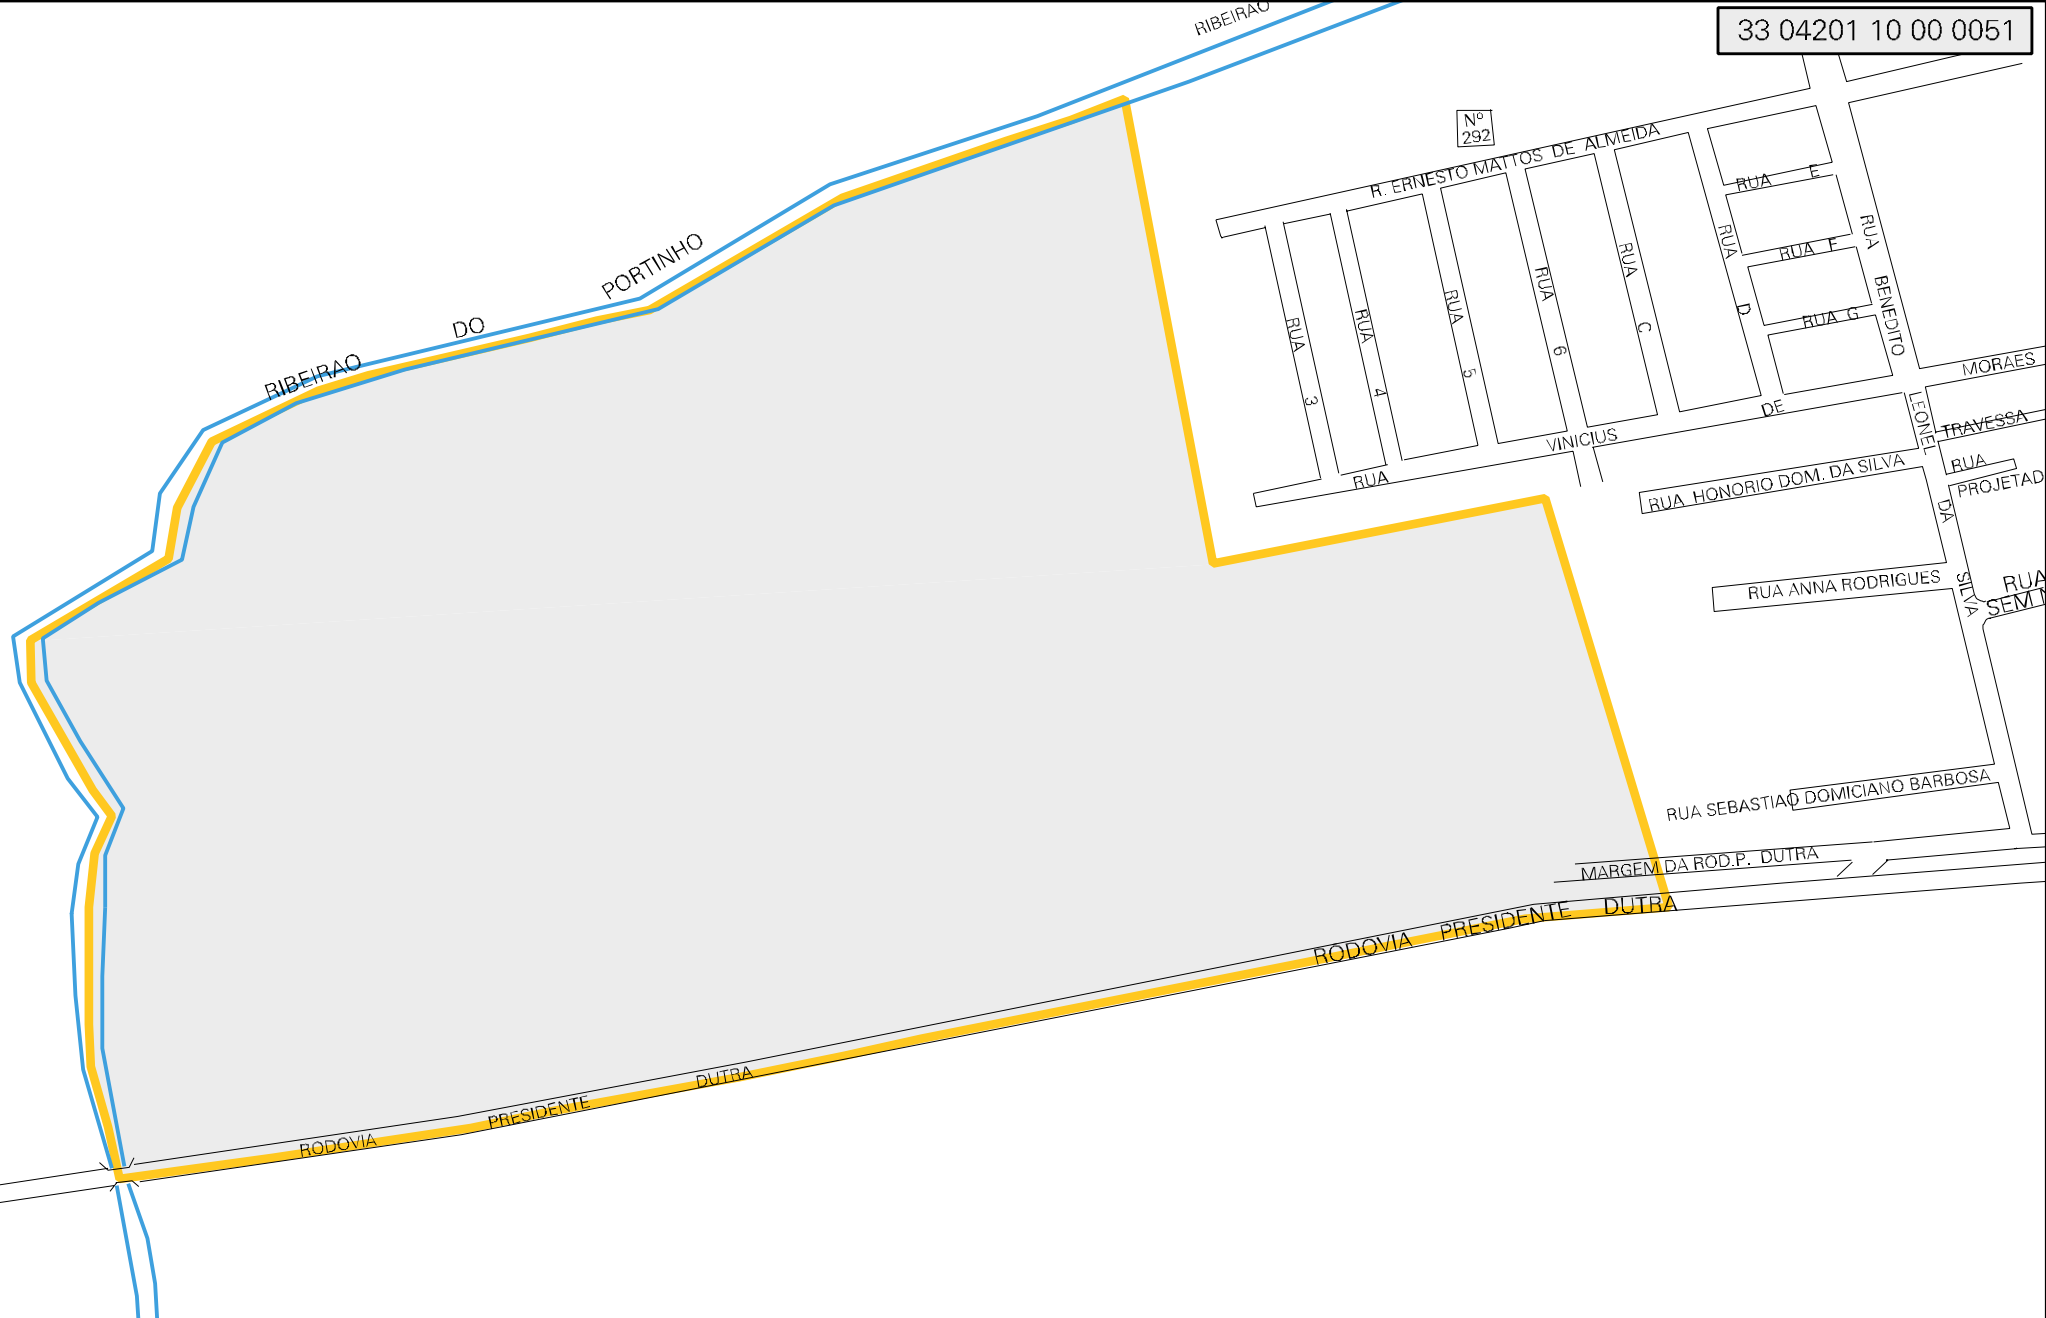 RIBEIRAO
33 04201 10 00 0051
Nº
292
R. ERNESTO MATTOS DE ALMEIDA
RUA E
RUA F
RUA G
RUA D
RUA C
RUA 6
RUA 5
RUA 4
RUA 3
RUA BENEDITO LEONEL DA SILVA
RIBEIRAO DO PORTINHO
RUA VINICIUS DE MORAES
TRAVESSA
RUA
PROJETAD
RUA HONORIO DOM. DA SILVA
RUA ANNA RODRIGUES
RUA
SEM
RUA SEBASTIAO DOMICIANO BARBOSA
MARGEM DA ROD.P. DUTRA
RODOVIA PRESIDENTE DUTRA
RODOVIA PRESIDENTE DUTRA